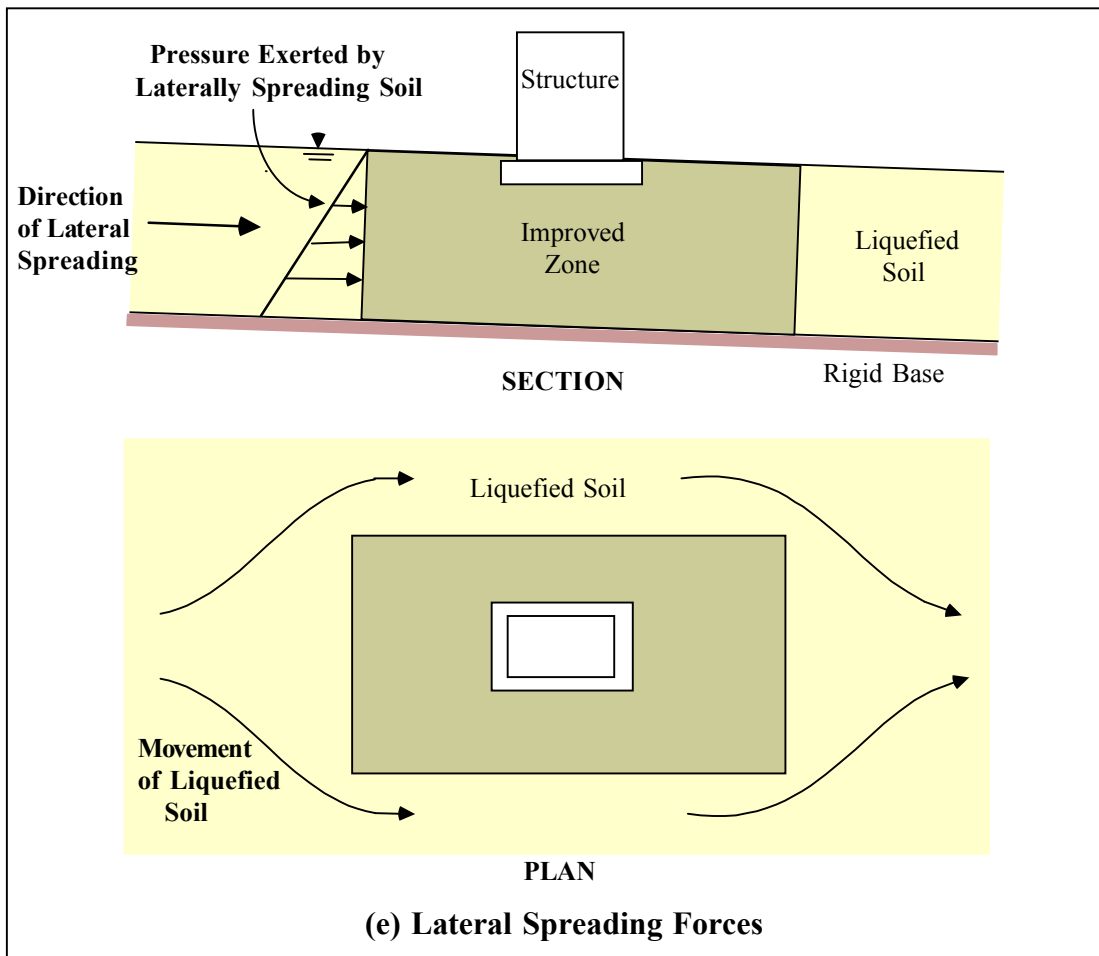 Pressure Exerted by
Laterally Spreading Soil
Structure
Direction
of Lateral
Spreading
Improved
Zone
Liquefied
Soil
SECTION
Rigid Base
Liquefied Soil
Movement
of Liquefied
Soil
PLAN
(e) Lateral Spreading Forces